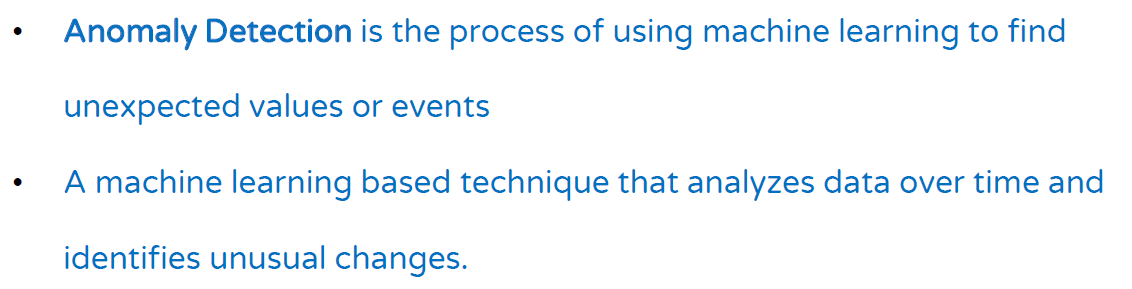 • Anomaly Detection is the process of using machine learning to find
unexpected values or events
• A machine learning based technique that analyzes data over time and
identifies unusual changes.